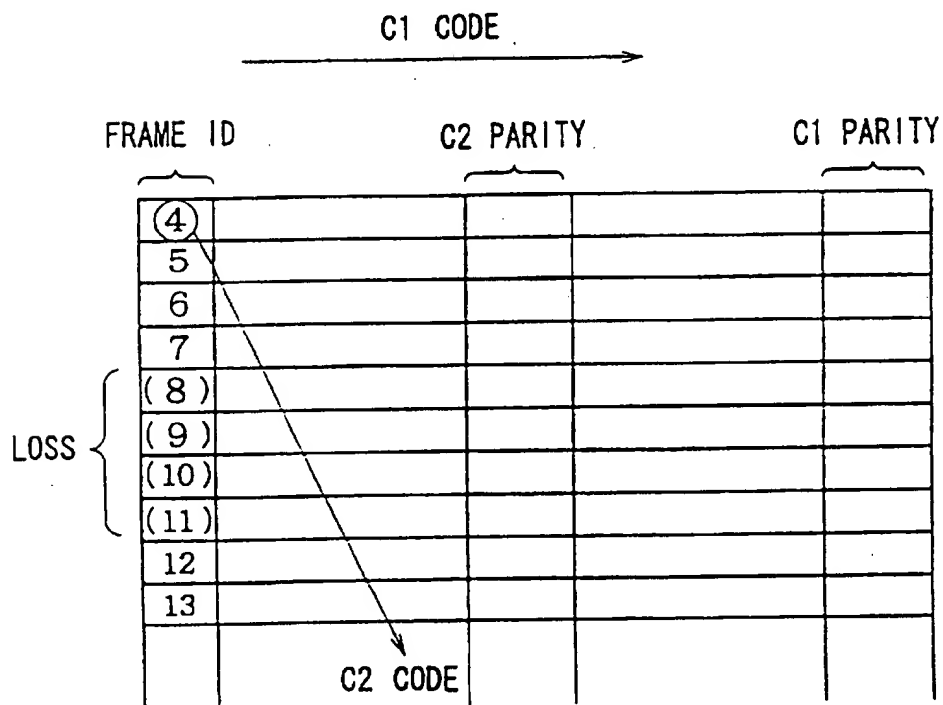 C1 CODE
FRAME ID
C2 PARITY
C1 PARITY
④
5
6
7
(8)
(9)
LOSS
(10)
(11)
12
13
C2 CODE